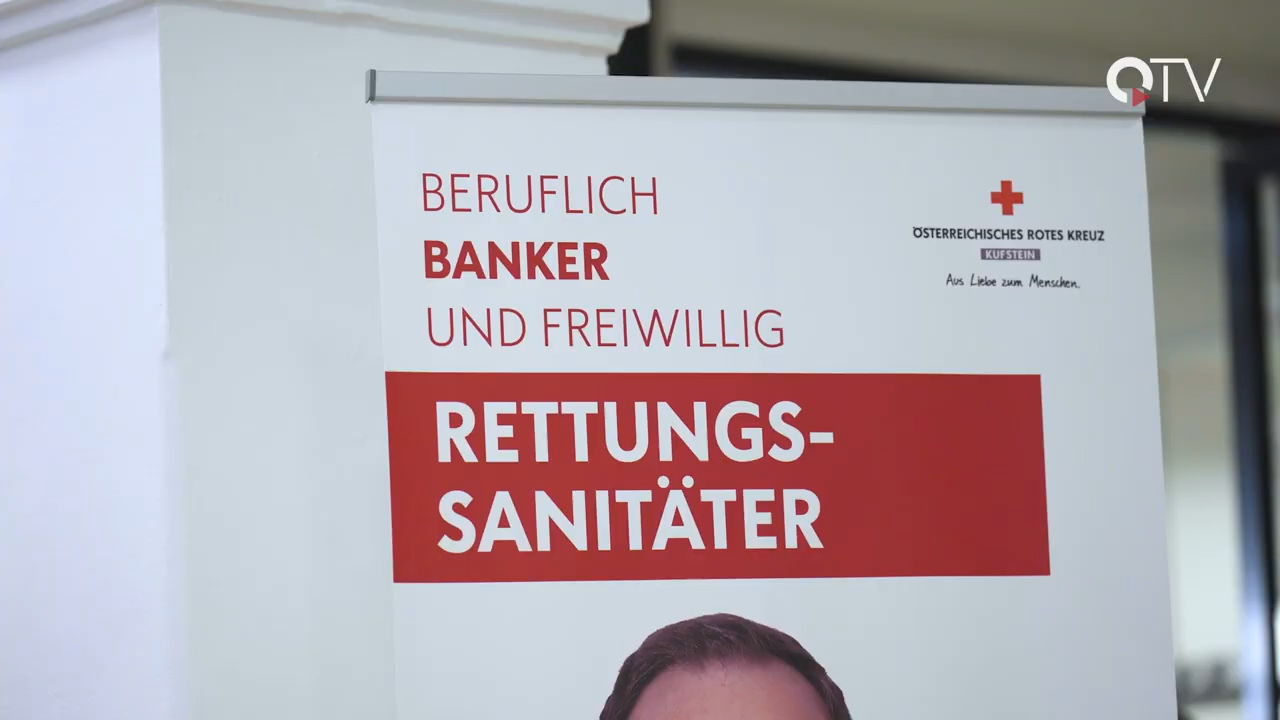 QTV
BERUFLICH
BANKER
UND FREIWILLIG
RETTUNGS-
SANITÄTER
ÖSTERREICHISCHES ROTES KREUZ
KUFSTEIN
Aus Liebe zum Menschen.